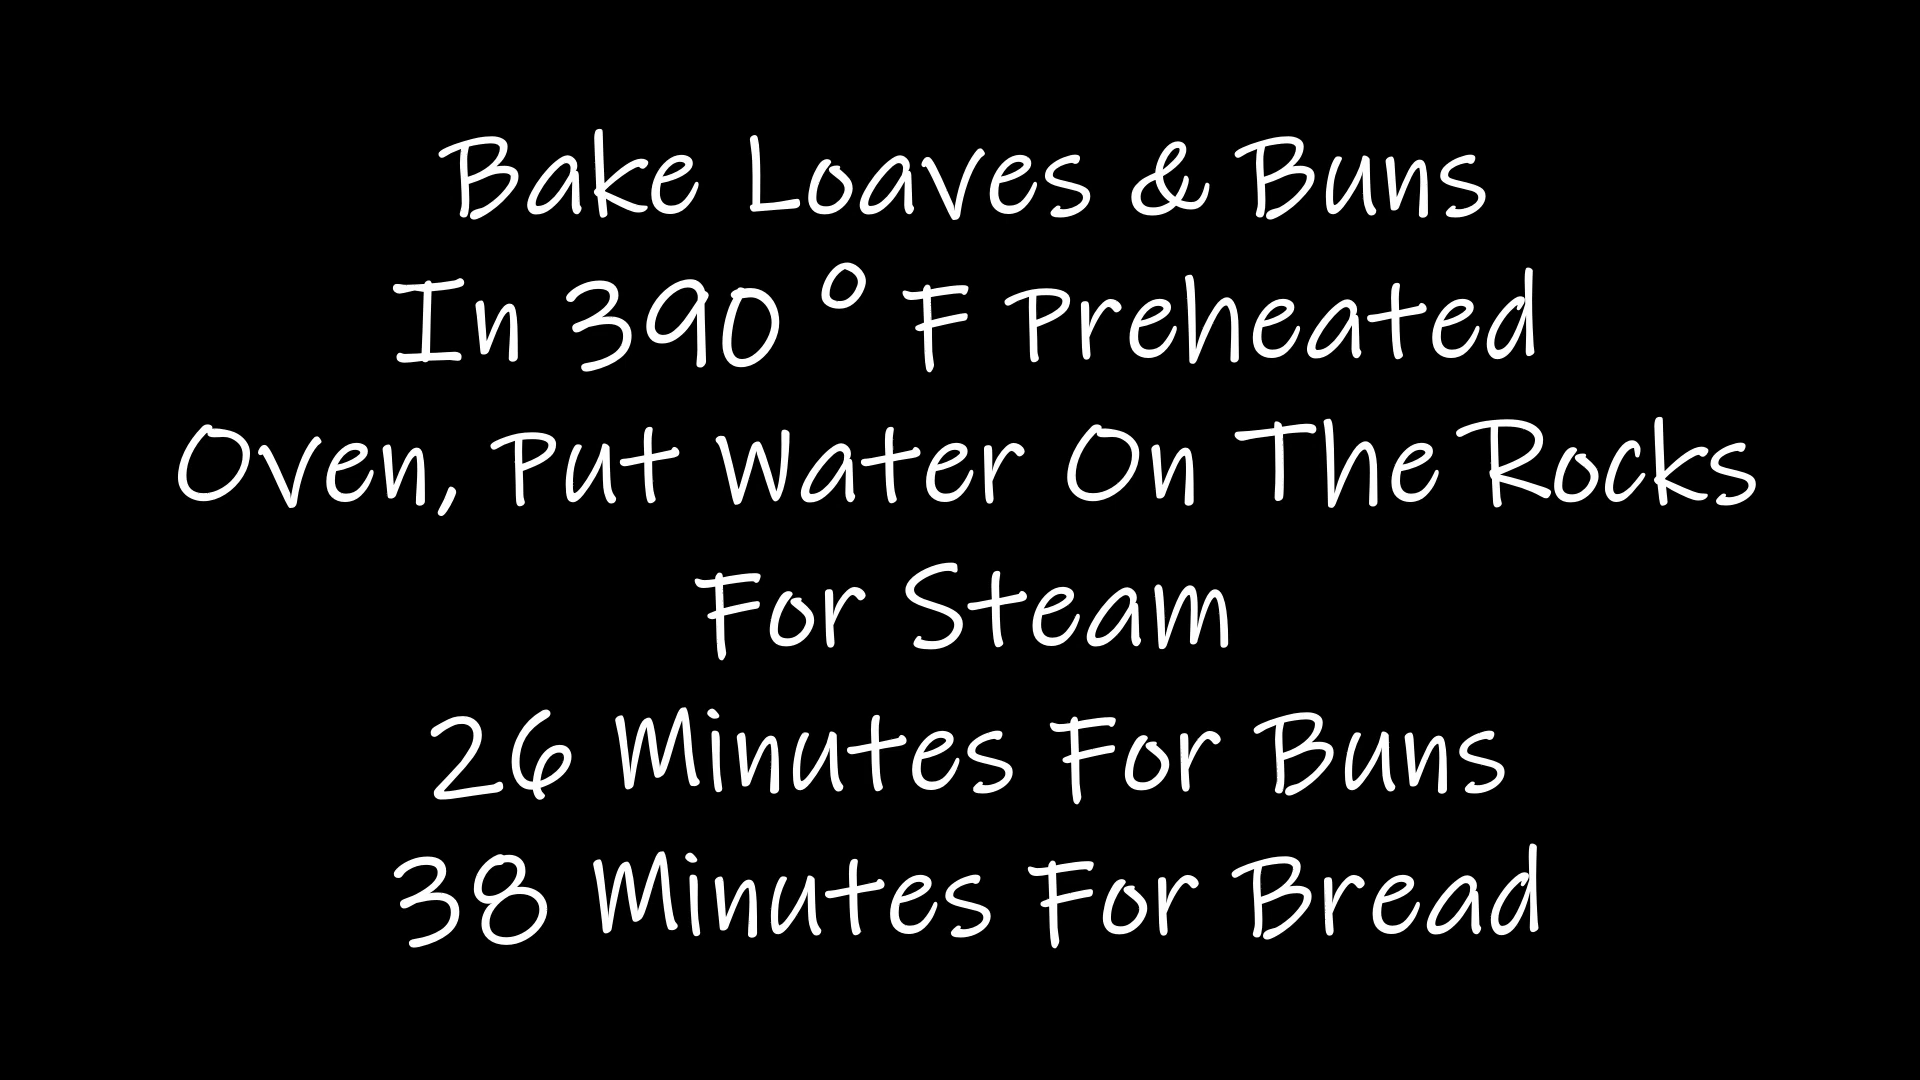 Bake Loaves & Buns
In 390 ° F Preheated
Oven, Put Water On The Rocks
For Steam
26 Minutes For Buns
38 Minutes For Bread